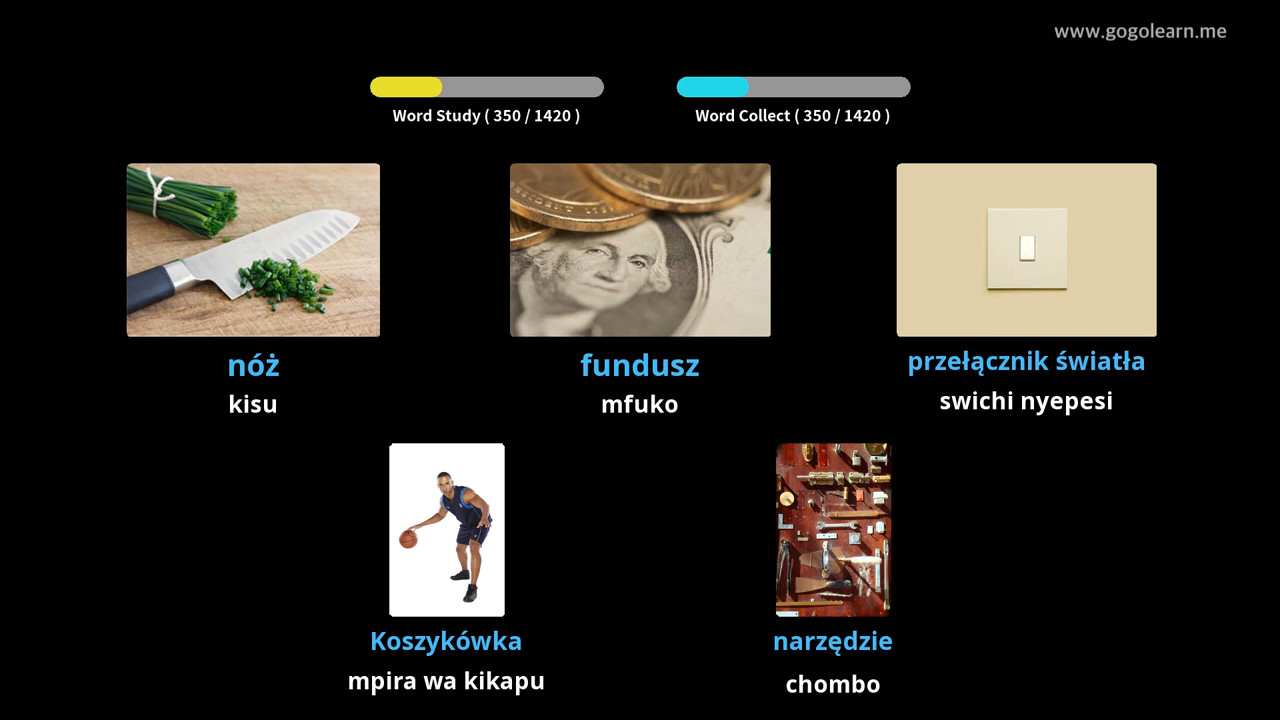 www.gogolearn.me
Word Study ( 350 / 1420 )
Word Collect ( 350 / 1420 )
nóż
kisu
fundusz
mfuko
przełącznik światła
swichi nyepesi
Koszykówka
mpira wa kikapu
narzędzie
chombo